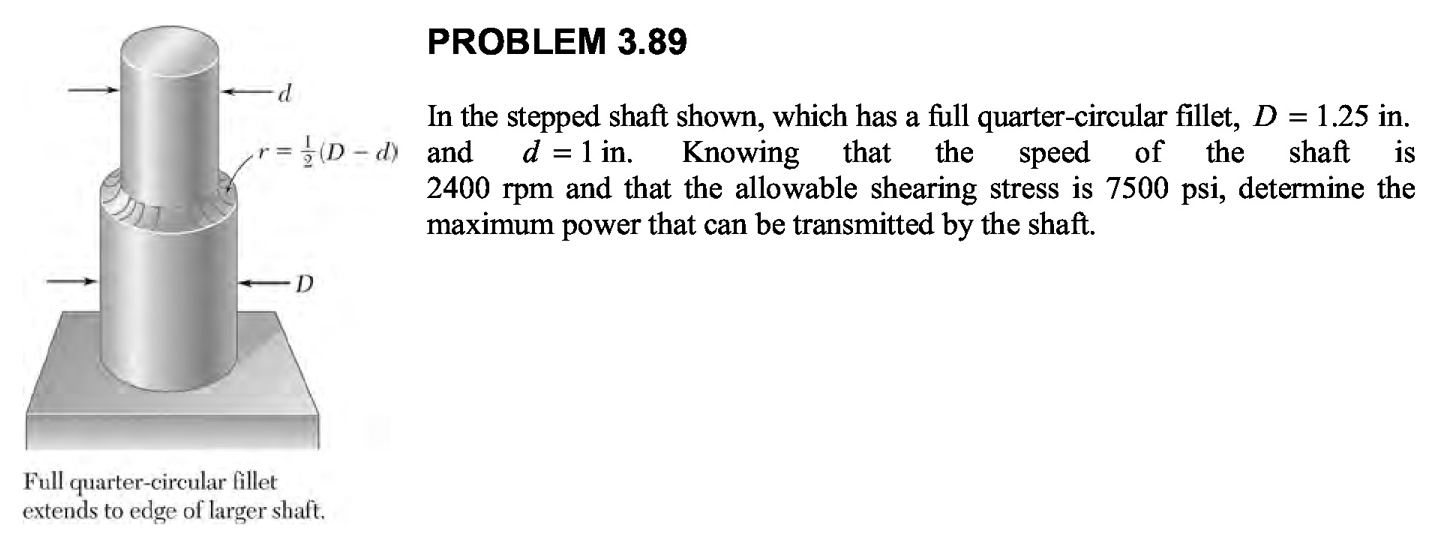 PROBLEM 3.89
d
r = \frac{1}{2}(D – d)
D
In the stepped shaft shown, which has a full quarter-circular fillet, D = 1.25 in.
and d = 1 in. Knowing that the speed of the shaft is
2400 rpm and that the allowable shearing stress is 7500 psi, determine the
maximum power that can be transmitted by the shaft.
Full quarter-circular fillet
extends to edge of larger shaft.